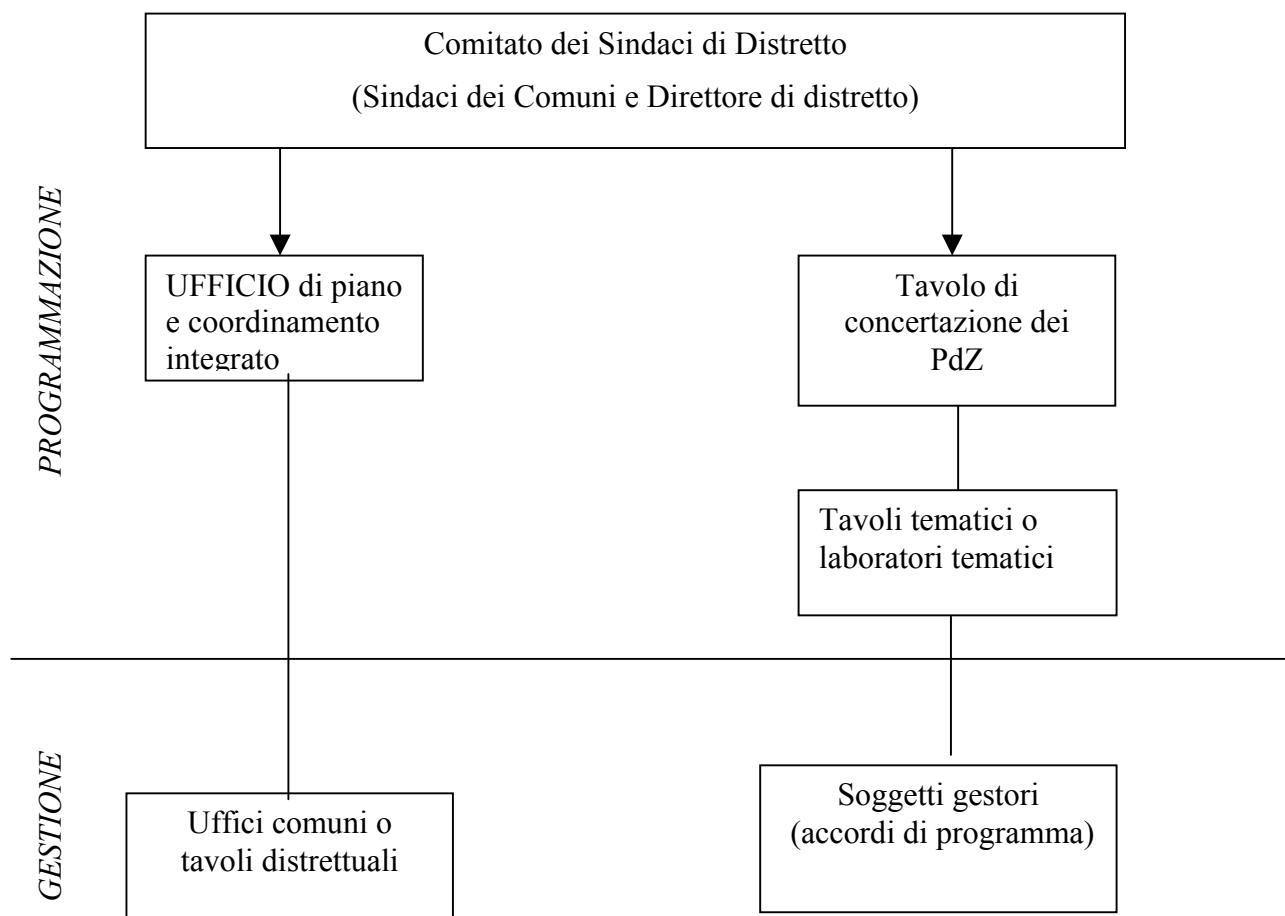 Comitato dei Sindaci di Distretto
(Sindaci dei Comuni e Direttore di distretto)
PROGRAMMAZIONE
UFFICIO di piano
e coordinamento
integrato
Tavolo di
concertazione dei
PdZ
Tavoli tematici o
laboratori tematici
GESTIONE
Uffici comuni o
tavoli distrettuali
Soggetti gestori
(accordi di programma)